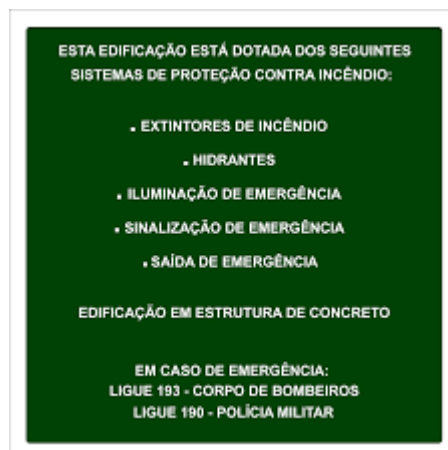 ESTA EDIFICAÇÃO ESTÁ DOTADA DOS SEGUINTES
SISTEMAS DE PROTEÇÃO CONTRA INCÊNDIO:
. EXTINTORES DE INCÊNDIO
. HIDRANTES
. ILUMINAÇÃO DE EMERGÊNCIA
. SINALIZAÇÃO DE EMERGÊNCIA
. SAÍDA DE EMERGÊNCIA
EDIFICAÇÃO EM ESTRUTURA DE CONCRETO
EM CASO DE EMERGÊNCIA:
LIGUE 193 - CORPO DE BOMBEIROS
LIGUE 190 - POLÍCIA MILITAR